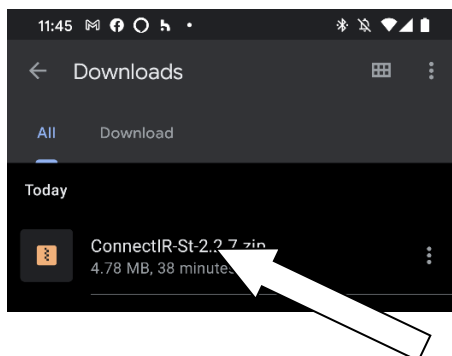 11:45
Downloads
All Download
Today
ConnectIR-St-2.2.7.zip
4.78 MB, 38 minutes